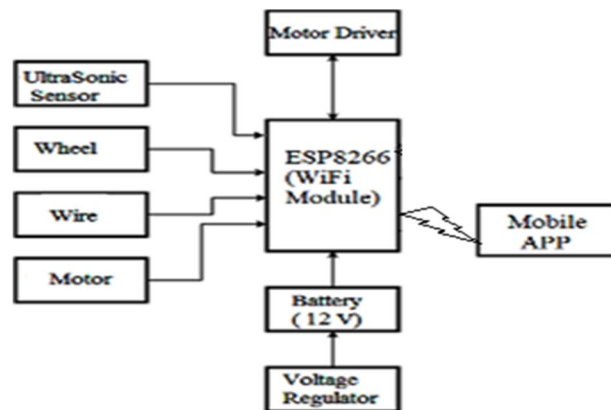 Motor Driver
UltraSonic
Sensor
Wheel
Wire
Motor
ESP8266
(WiFi
Module)
Mobile
APP
Battery
( 12 V)
Voltage
Regulator